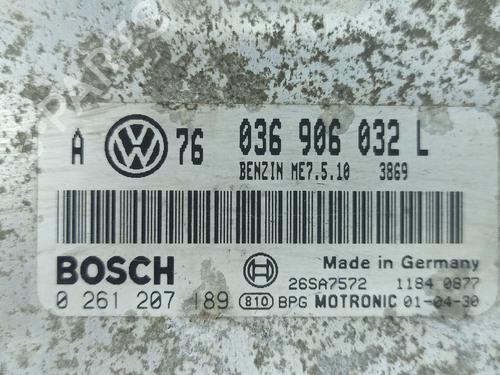 A 76 036 906 032 L
BENZIN ME7.5.10 3869
BOSCH
Made in Germany
26SA7572 1184 0877
0 261 207 189 810 BPG MOTRONIC 01-04-30